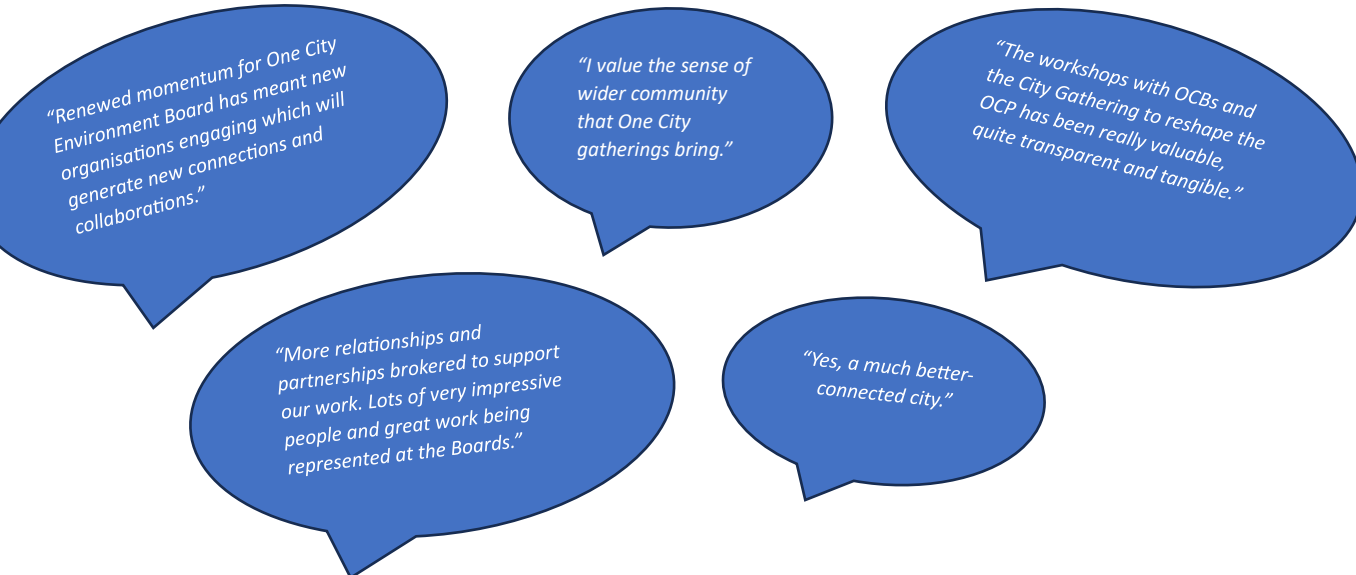 “Renewed momentum for One City
Environment Board has meant new
organisations engaging which will
generate new connections and
collaborations.”
“I value the sense of
wider community
that One City
gatherings bring.”
“The workshops with OCBs and
the City Gathering to reshape the
OCP has been really valuable,
quite transparent and tangible.”
“More relationships and
partnerships brokered to support
our work. Lots of very impressive
people and great work being
represented at the Boards.”
“Yes, a much better-
connected city.”